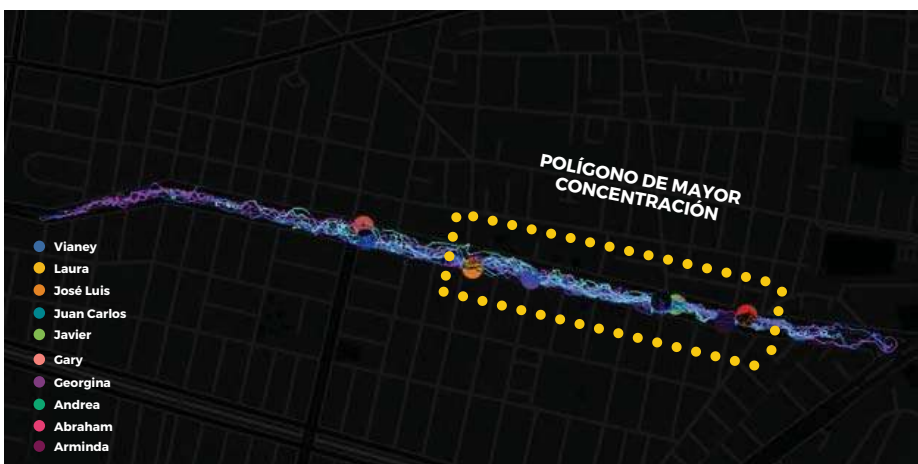 POLÍGONO DE MAYOR
CONCENTRACIÓN
Vianey
Laura
José Luis
Juan Carlos
Javier
Gary
Georgina
Andrea
Abraham
Arminda